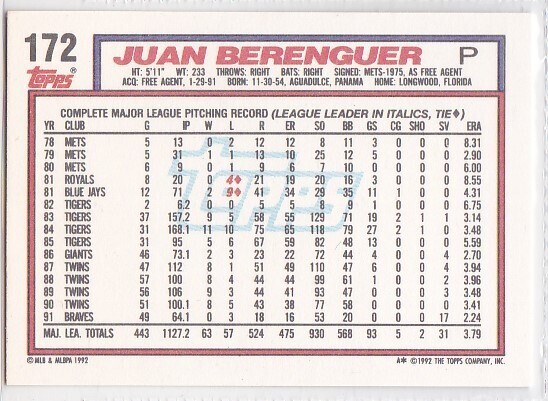 172
topps®
JUAN BERENGUER P
HT: 5'11" WT: 233 THROWS: RIGHT BATS: RIGHT SIGNED: METS-1975, AS FREE AGENT
ACQ: FREE AGENT, 1-29-91 BORN: 11-30-54, AGUADULCE, PANAMA HOME: LONGWOOD, FLORIDA
COMPLETE MAJOR LEAGUE PITCHING RECORD (LEAGUE LEADER IN ITALICS, TIE♦)
YR CLUB G IP W L R ER SO BB GS CG SHO SV ERA
78 METS 5 13 0 2 12 12 8 11 3 0 0 0 8.31
79 METS 5 31 1 1 13 10 25 12 5 0 0 0 2.90
80 METS 6 9 0 1 9 6 7 10 0 0 0 0 6.00
81 ROYALS 8 20 0 4♦ 21 19 20 16 3 0 0 0 8.55
81 BLUE JAYS 12 71 2 9♦ 41 34 29 35 11 1 0 0 4.31
82 TIGERS 2 6.2 0 0 5 5 8 9 1 0 0 0 6.75
83 TIGERS 37 157.2 9 5 58 55 129 71 19 2 1 1 3.14
84 TIGERS 31 168.1 11 10 75 65 118 79 27 2 1 0 3.48
85 TIGERS 31 95 5 6 67 59 82 48 13 0 0 0 5.59
86 GIANTS 46 73.1 2 3 23 22 72 44 4 0 0 4 2.70
87 TWINS 47 112 8 1 51 49 110 47 6 0 0 4 3.94
88 TWINS 57 100 8 4 44 44 99 61 1 0 0 2 3.96
89 TWINS 56 106 9 3 44 41 93 47 0 0 0 3 3.48
90 TWINS 51 100.1 8 5 43 38 77 58 0 0 0 0 3.41
91 BRAVES 49 64.1 0 3 18 16 53 20 0 0 0 17 2.24
MAJ. LEA. TOTALS 443 1127.2 63 57 524 475 930 568 93 5 2 31 3.79
TOPPS
© MLB & MLBPA 1992 A* © 1992 THE TOPPS COMPANY, INC.